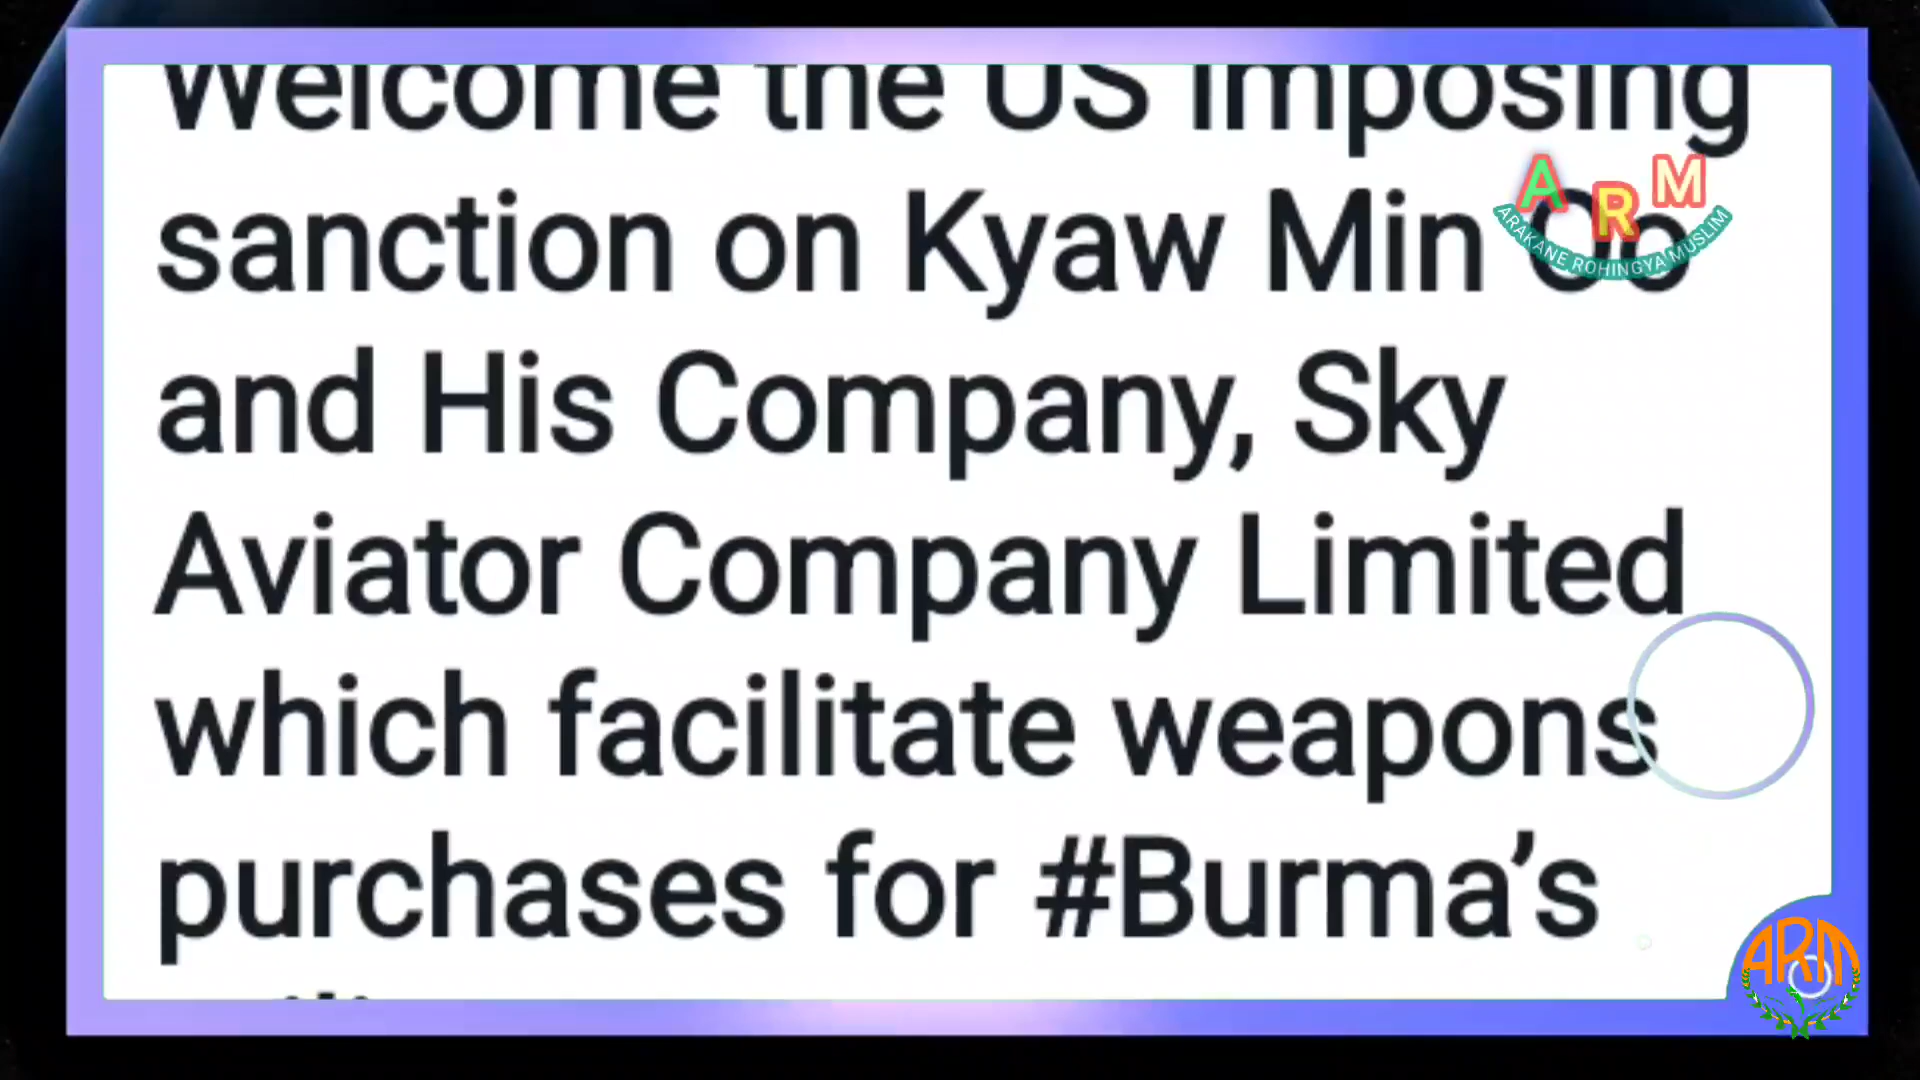 Welcome the US imposing
sanction on Kyaw Min Oo
and His Company, Sky
Aviator Company Limited
which facilitate weapons
purchases for #Burma’s
ARM
ARAKANE ROHINGYA MUSLIM
ARM